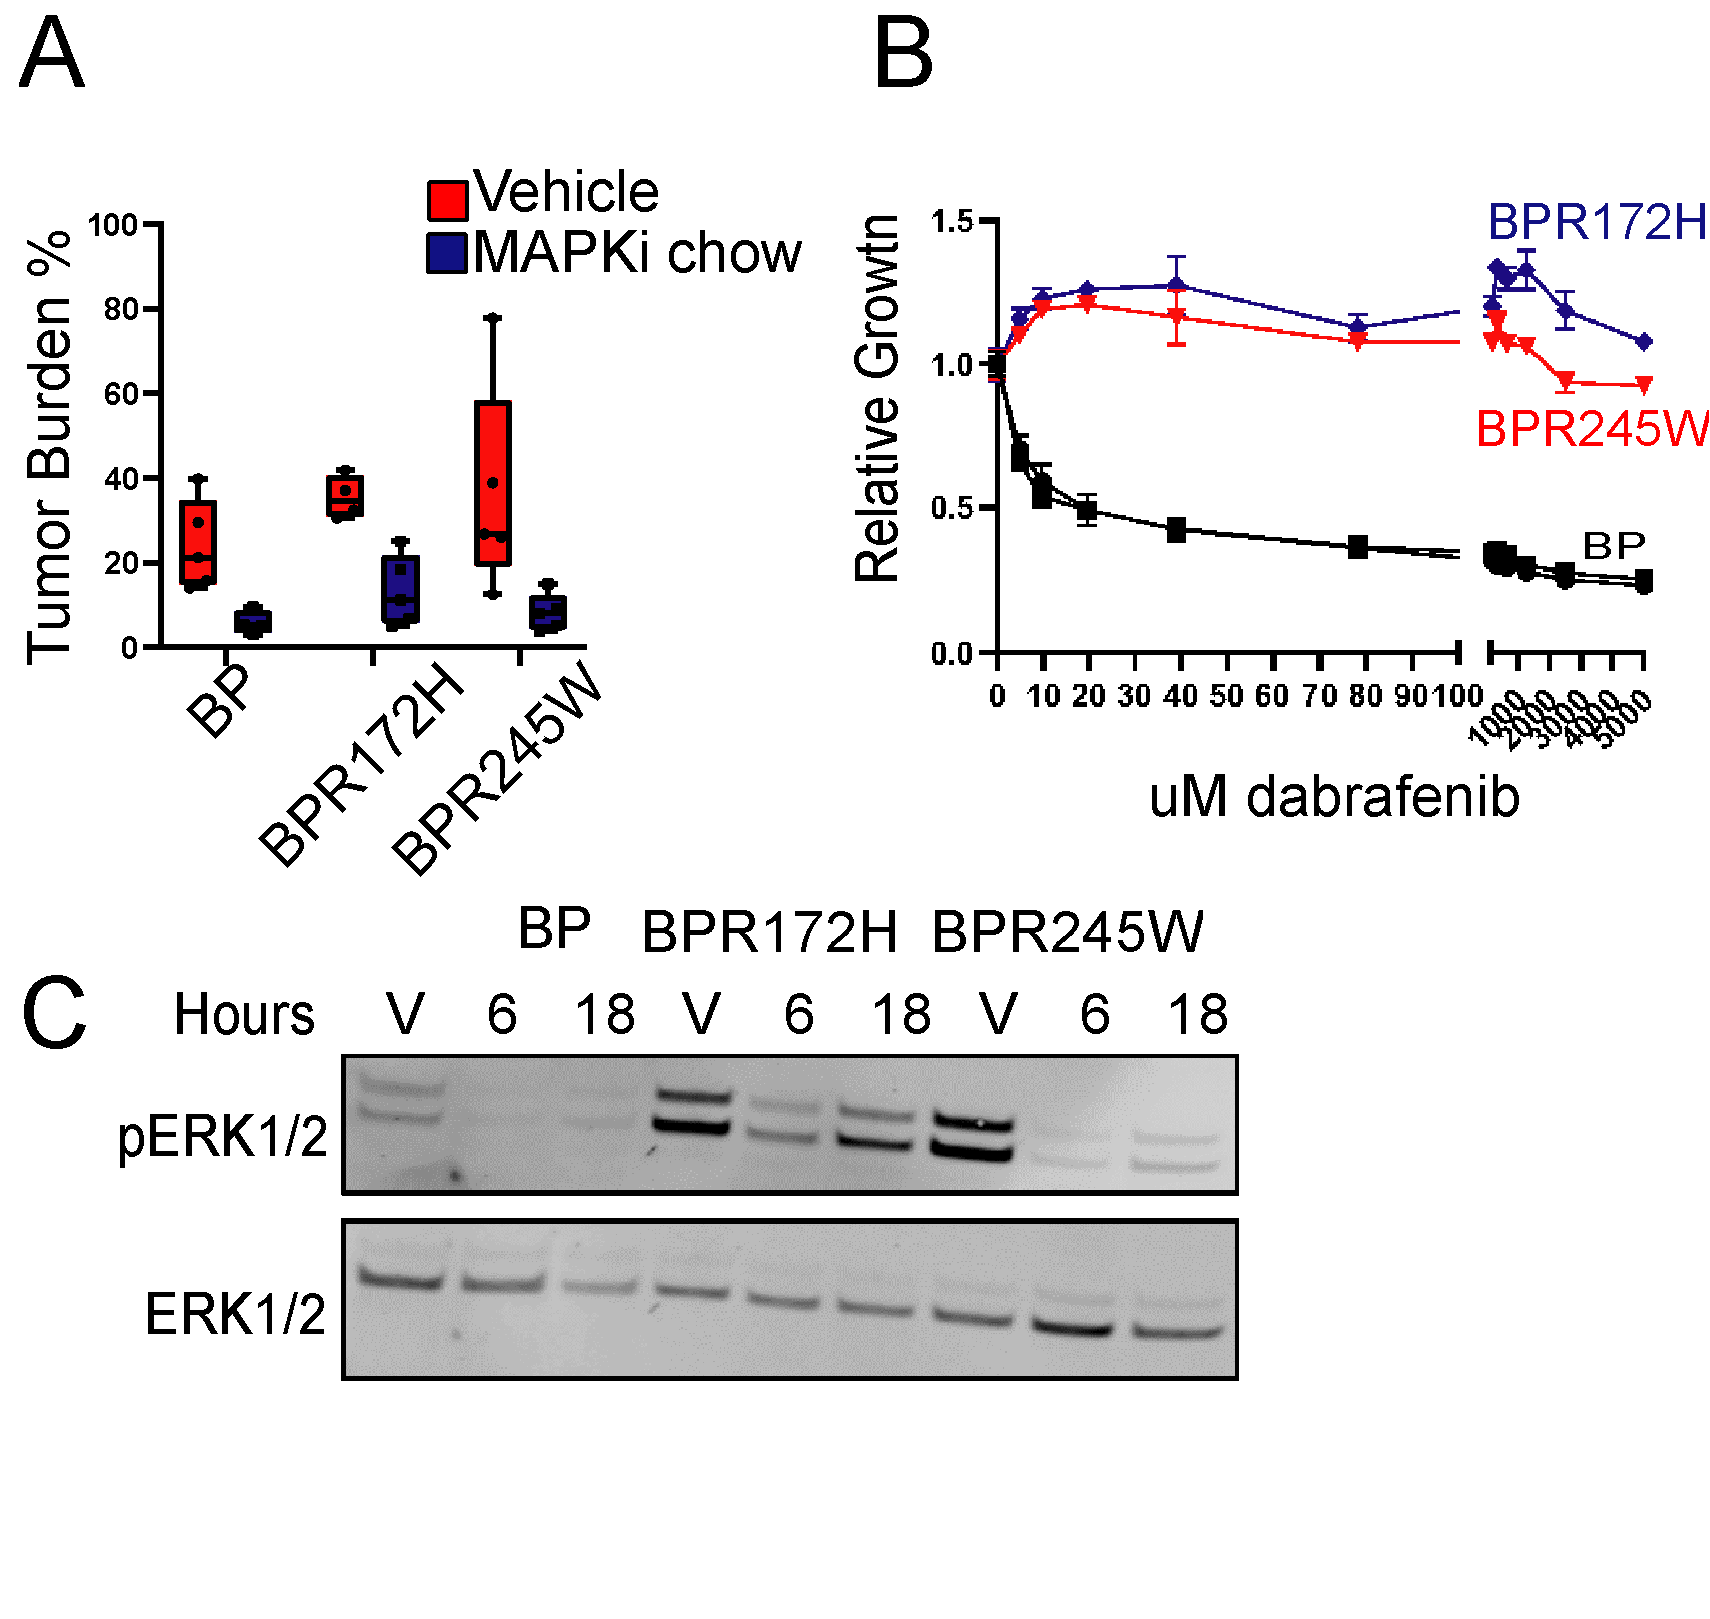 A
B
Vehicle
MAPKi chow
Tumor Burden %
100
80
60
40
20
0
BP
BPR172H
BPR245W
Relative Growtn
1.5
1.0
0.5
0.0
BPR172H
BPR245W
BP
0 10 20 30 40 50 60 70 80 90 100
1000 2000 3000 4000 5000
uM dabrafenib
BP BPR172H BPR245W
C
Hours V 6 18 V 6 18 V 6 18
pERK1/2
ERK1/2